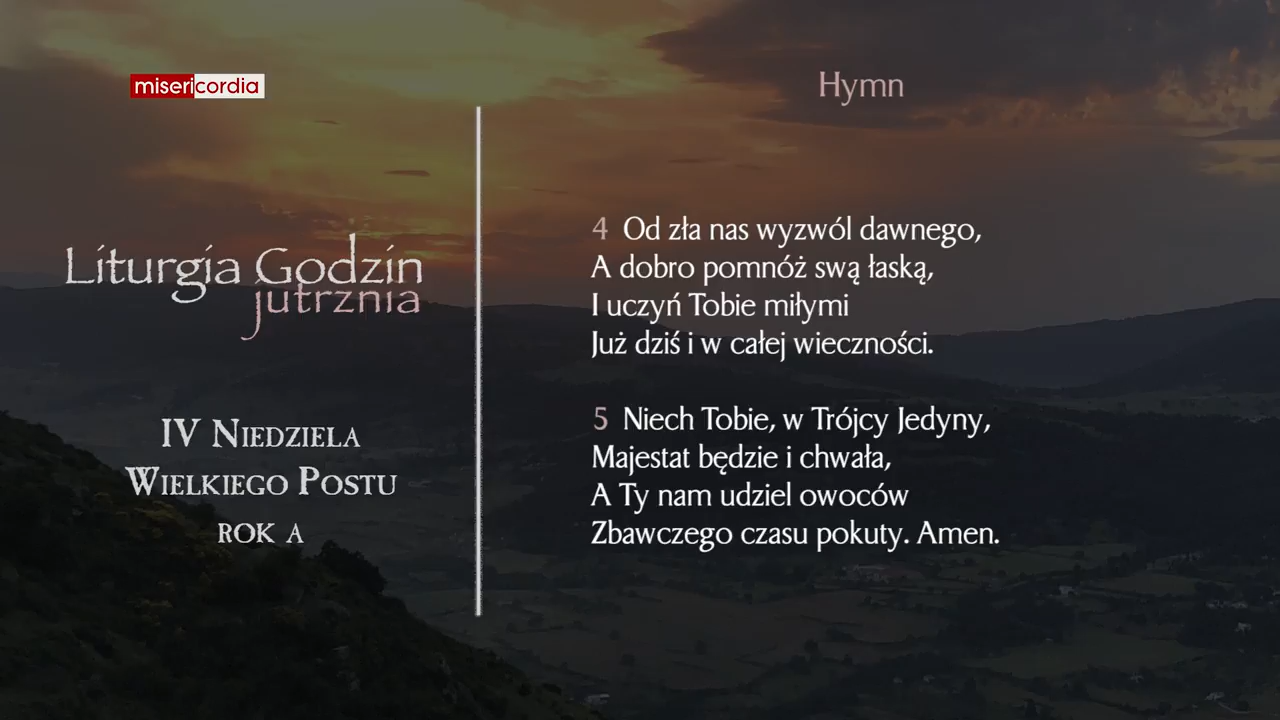 misericordia
Liturgia Godzin
jutrznia
IV Niedziela
Wielkiego Postu
rok A
Hymn
4 Od zła nas wyzwól dawnego,
A dobro pomnóż swą łaską,
I uczyń Tobie miłymi
Już dziś i w całej wieczności.
5 Niech Tobie, w Trójcy Jedyny,
Majestat będzie i chwała,
A Ty nam udziel owoców
Zbawczego czasu pokuty. Amen.